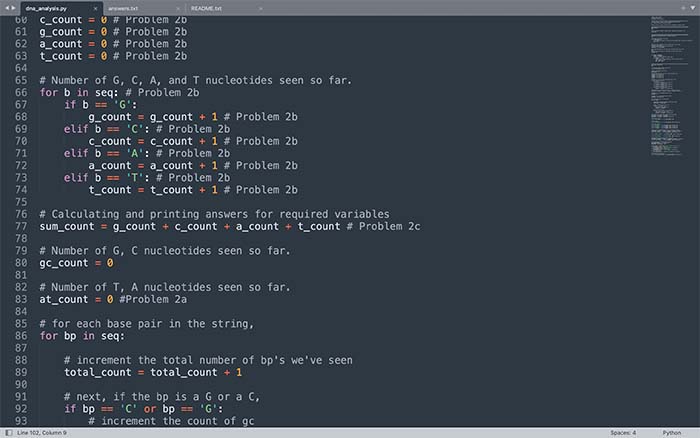 dna_analysis.py answers.txt README.txt
60 c_count = 0 # Problem 2b
61 g_count = 0 # Problem 2b
62 a_count = 0 # Problem 2b
63 t_count = 0 # Problem 2b
64
65 # Number of G, C, A, and T nucleotides seen so far.
66 for b in seq: # Problem 2b
67     if b == 'G':
68         g_count = g_count + 1 # Problem 2b
69     elif b == 'C': # Problem 2b
70         c_count = c_count + 1 # Problem 2b
71     elif b == 'A': # Problem 2b
72         a_count = a_count + 1 # Problem 2b
73     elif b == 'T': # Problem 2b
74         t_count = t_count + 1 # Problem 2b
75
76 # Calculating and printing answers for required variables
77 sum_count = g_count + c_count + a_count + t_count # Problem 2c
78
79 # Number of G, C nucleotides seen so far.
80 gc_count = 0
81
82 # Number of T, A nucleotides seen so far.
83 at_count = 0 #Problem 2a
84
85 # for each base pair in the string,
86 for bp in seq:
87
88     # increment the total number of bp's we've seen
89     total_count = total_count + 1
90
91     # next, if the bp is a G or a C,
92     if bp == 'C' or bp == 'G':
93         # increment the count of gc
Line 102, Column 9 Spaces: 4 Python